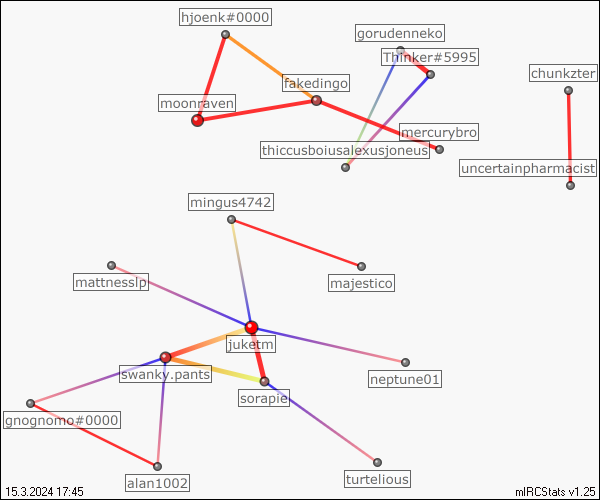 hjoenk#0000
gorudenneko
Thinker#5995
chunkzter
fakedingo
moonraven
mercurybro
thiccusboiusalexusjoneus
uncertainpharmacist
mingus4742
mattnesslp
majestico
juketm
swanky.pants
neptune01
sorapie
gnognomo#0000
alan1002
turtelious
15.3.2024 17:45
mIRCStats v1.25